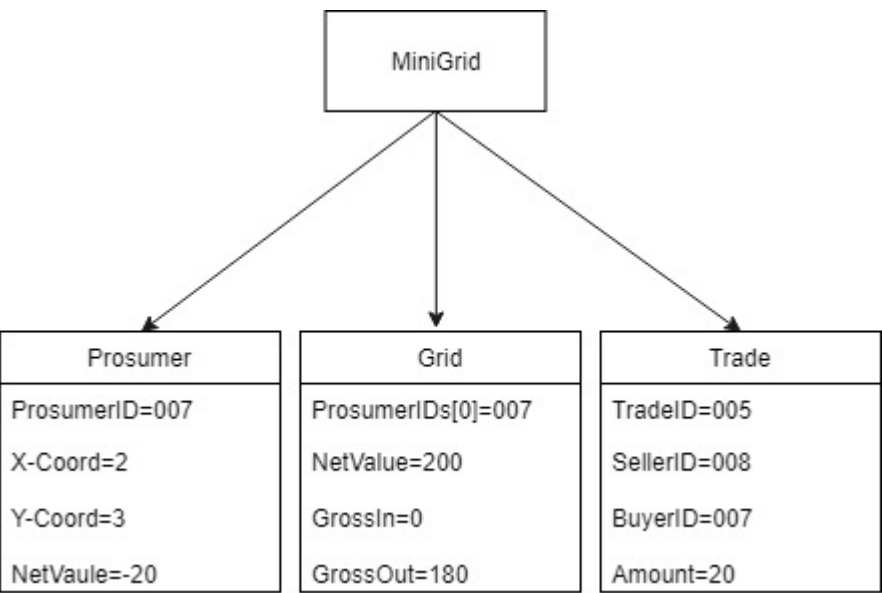 MiniGrid
Prosumer
ProsumerID=007
X-Coord=2
Y-Coord=3
NetVaule=-20
Grid
ProsumerIDs[0]=007
NetValue=200
GrossIn=0
GrossOut=180
Trade
TradeID=005
SellerID=008
BuyerID=007
Amount=20